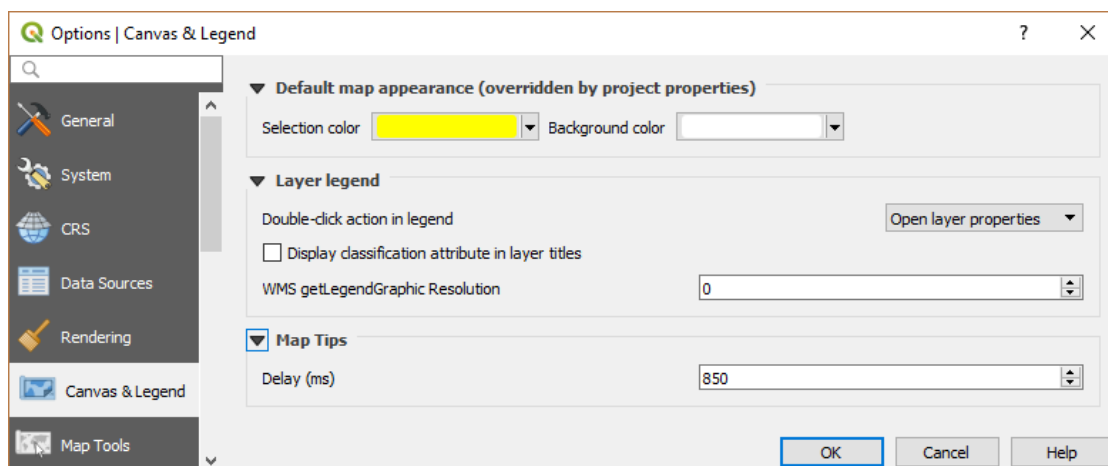 Options | Canvas & Legend
General
System
CRS
Data Sources
Rendering
Canvas & Legend
Map Tools
Default map appearance (overridden by project properties)
Selection color Background color
Layer legend
Double-click action in legend Open layer properties
Display classification attribute in layer titles
WMS getLegendGraphic Resolution 0
Map Tips
Delay (ms) 850
OK Cancel Help